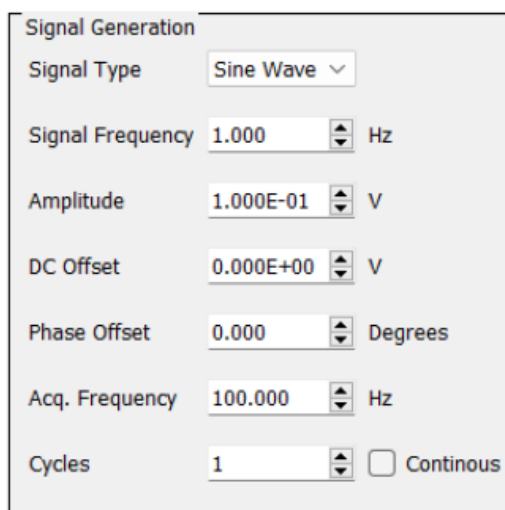 Signal Generation
Signal Type Sine Wave
Signal Frequency 1.000 Hz
Amplitude 1.000E-01 V
DC Offset 0.000E+00 V
Phase Offset 0.000 Degrees
Acq. Frequency 100.000 Hz
Cycles 1 Continous